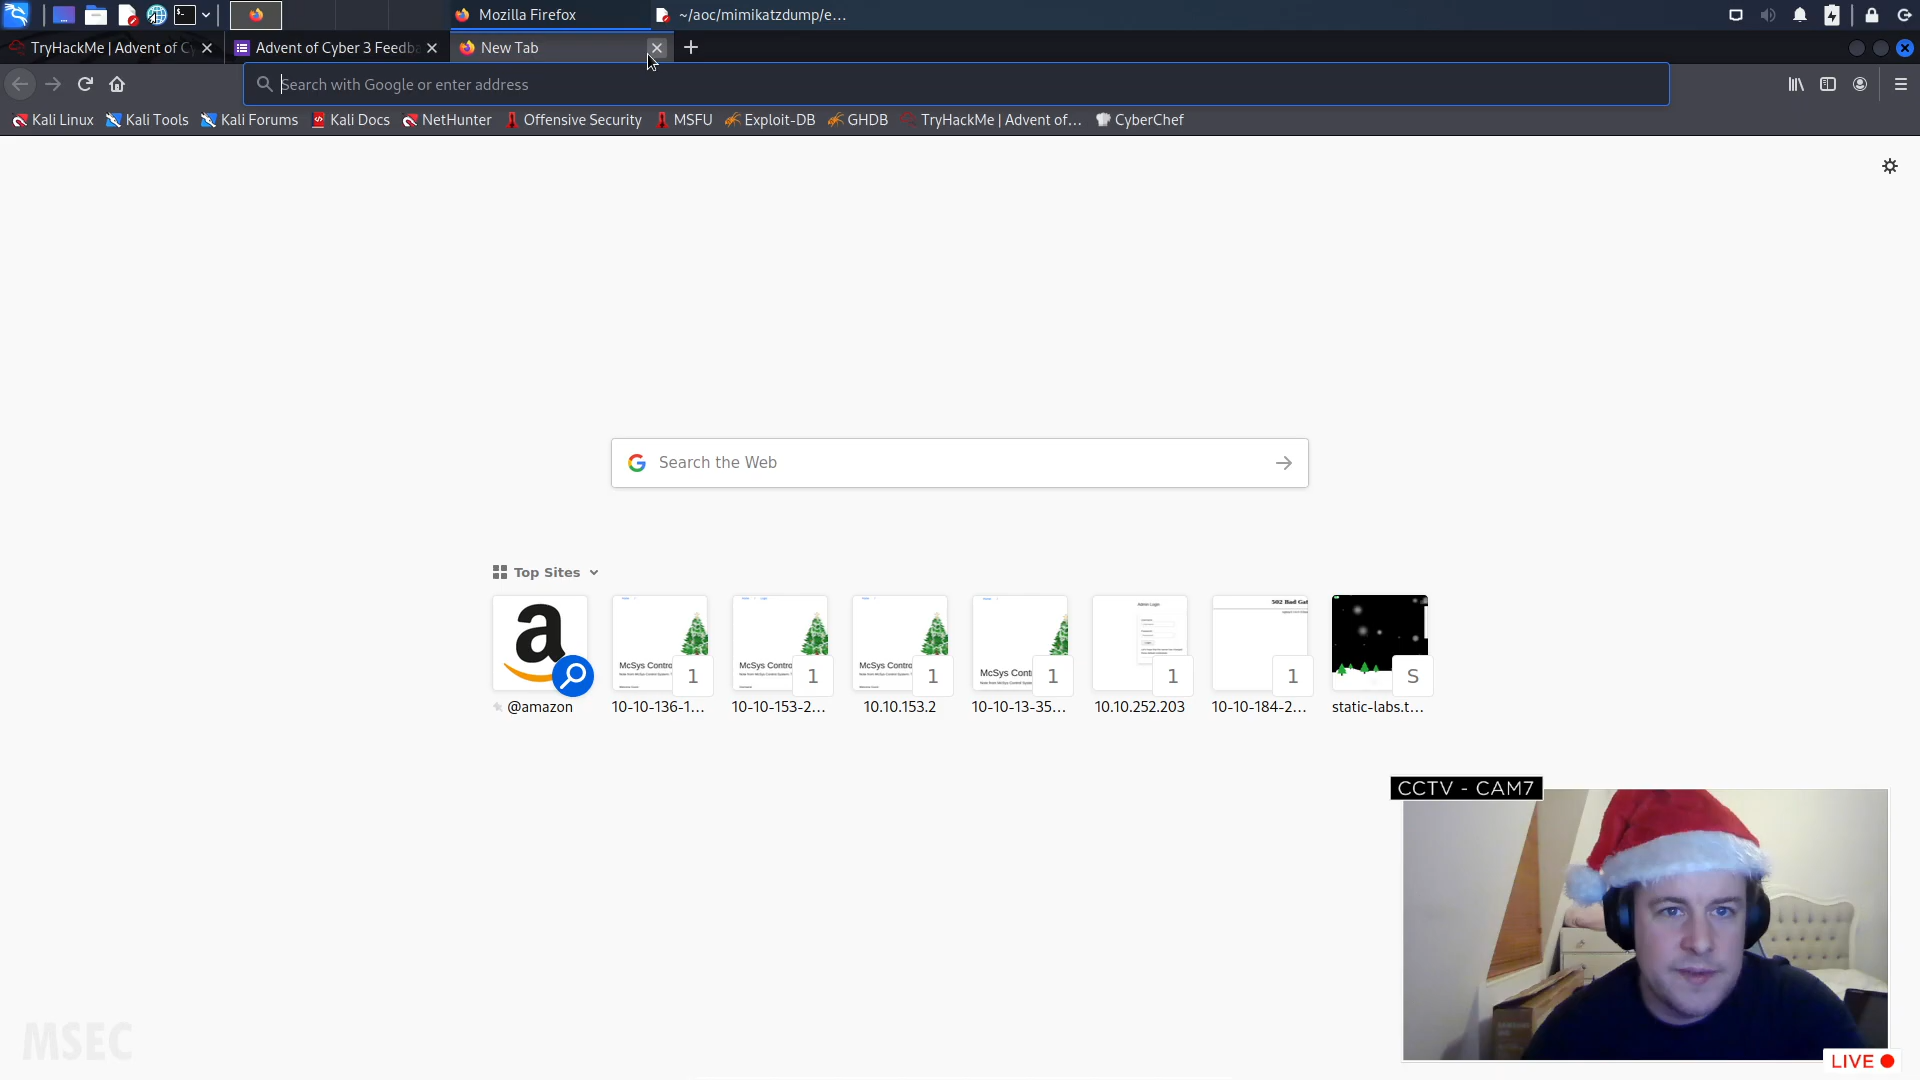 Mozilla Firefox
~/aoc/mimikatzdump/e...
TryHackMe | Advent of C
Advent of Cyber 3 Feedba
New Tab
Search with Google or enter address
Kali Linux
Kali Tools
Kali Forums
Kali Docs
NetHunter
Offensive Security
MSFU
Exploit-DB
GHDB
TryHackMe | Advent of...
CyberChef
Search the Web
Top Sites
McSys Contro
1
McSys Contro
1
McSys Contro
1
McSys Cont
1
Admin Login
1
502 Bad Gat
1
S
@amazon
10-10-136-1...
10-10-153-2...
10.10.153.2
10-10-13-35...
10.10.252.203
10-10-184-2...
static-labs.t...
CCTV - CAM7
MSEC
LIVE